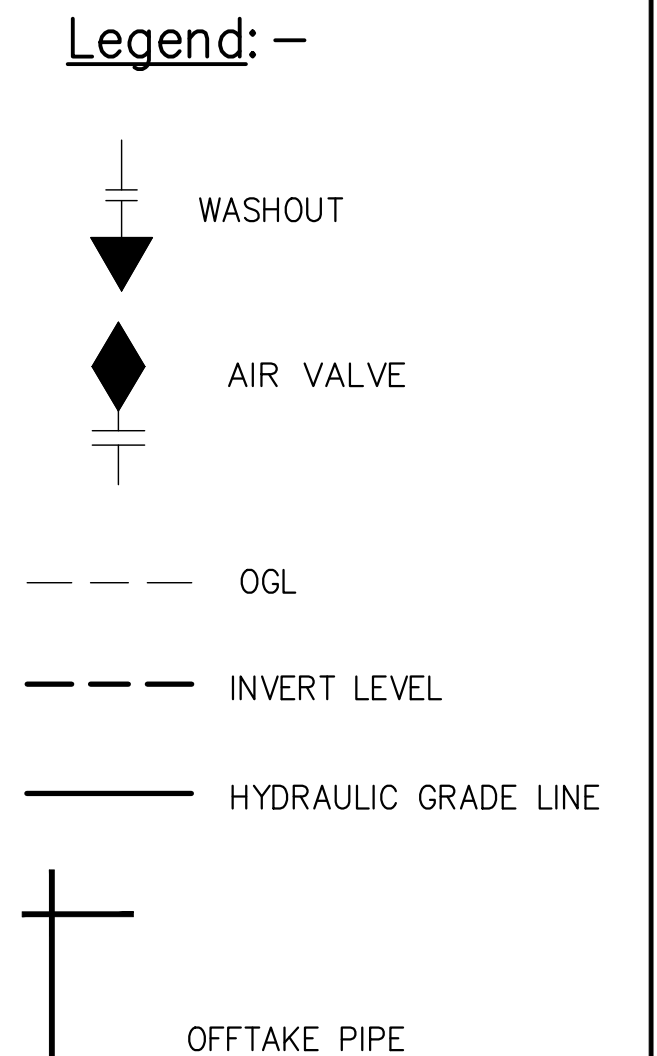 Legend: –
WASHOUT
AIR VALVE
OGL
INVERT LEVEL
HYDRAULIC GRADE LINE
OFFTAKE PIPE